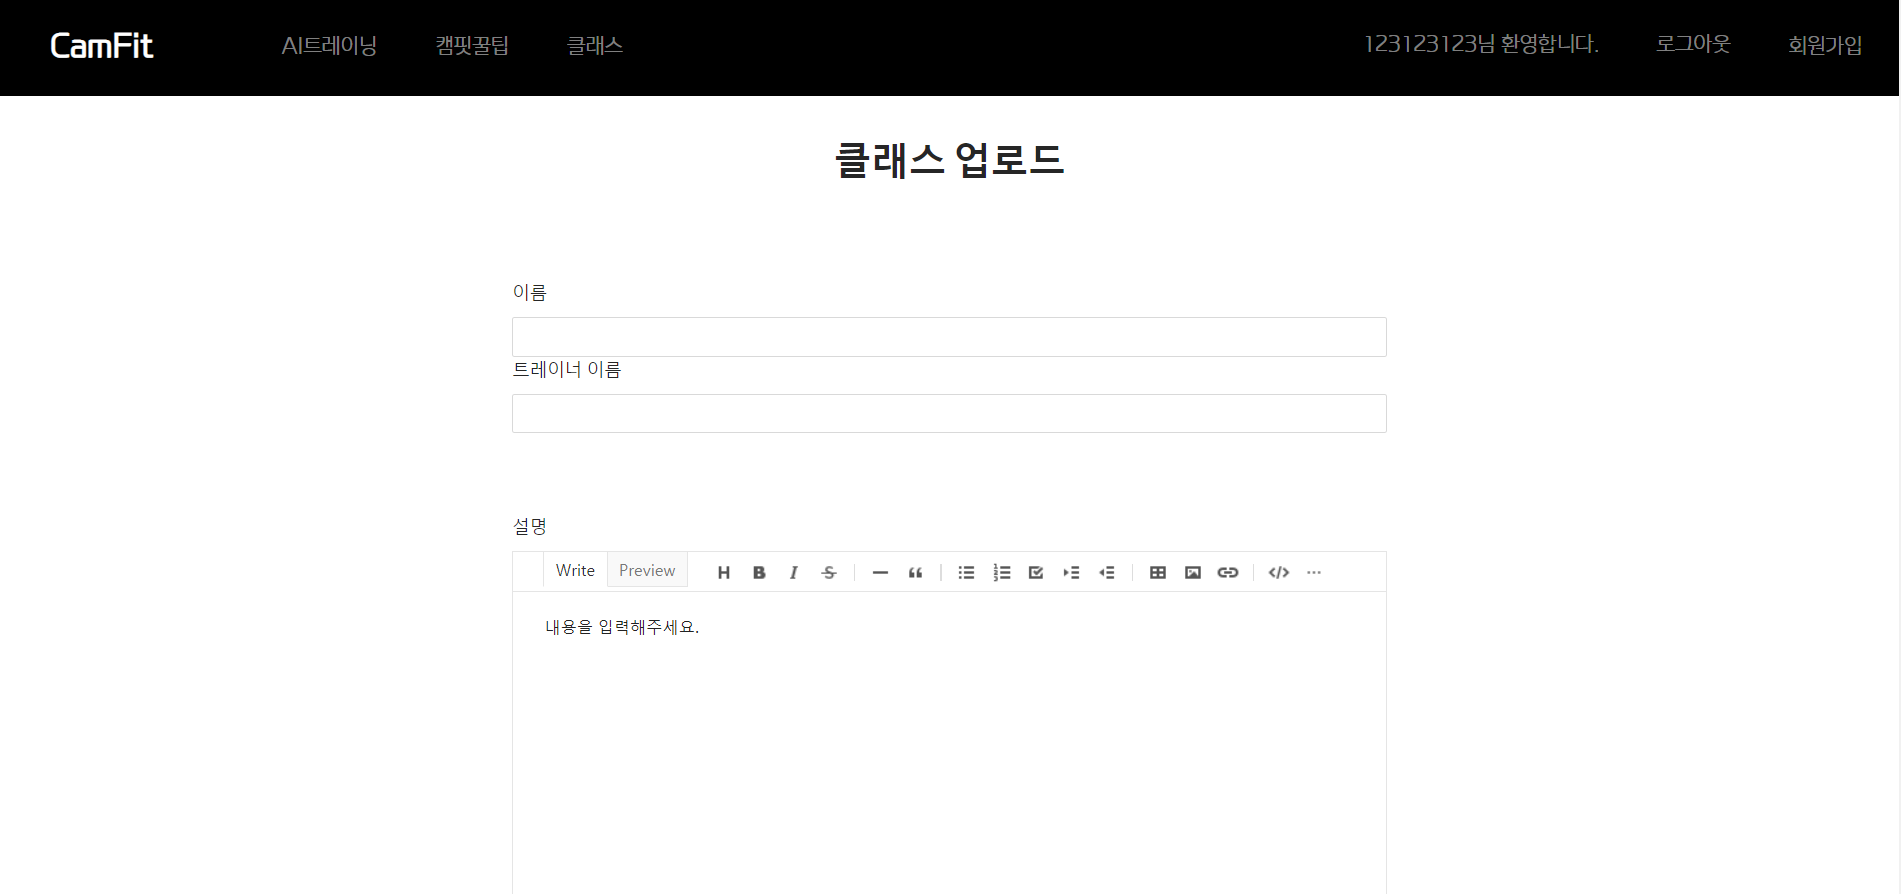 CamFit AI트레이닝 캠핏꿀팁 클래스 123123123님 환영합니다. 로그아웃 회원가입
클래스 업로드
이름
트레이너 이름
설명
Write Preview
내용을 입력해주세요.